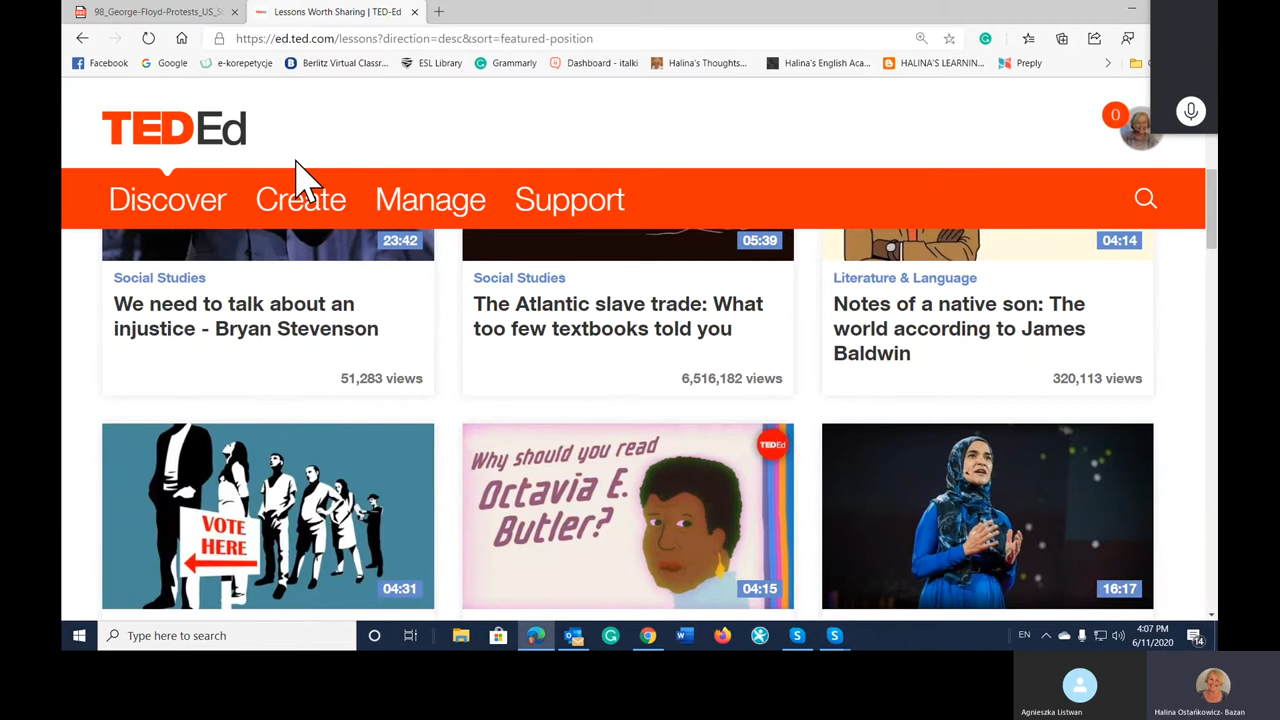 98_George-Floyd-Protests_US_S
Lessons Worth Sharing | TED-Ed
https://ed.ted.com/lessons?direction=desc&sort=featured-position
Facebook
Google
e-korepetycje
Berlitz Virtual Classr...
ESL Library
Grammarly
Dashboard - italki
Halina's Thoughts...
Halina's English Aca...
HALINA'S LEARNIN...
Preply
TEDEd
0
Discover
Create
Manage
Support
23:42
05:39
04:14
Social Studies
We need to talk about an
injustice - Bryan Stevenson
51,283 views
Social Studies
The Atlantic slave trade: What
too few textbooks told you
6,516,182 views
Literature & Language
Notes of a native son: The
world according to James
Baldwin
320,113 views
VOTE
HERE
04:31
Why should you read
Octavia E.
Butler?
TEDEd
04:15
16:17
Type here to search
EN
4:07 PM
6/11/2020
14
Agnieszka Listwan
Halina Ostańkowicz- Bazan